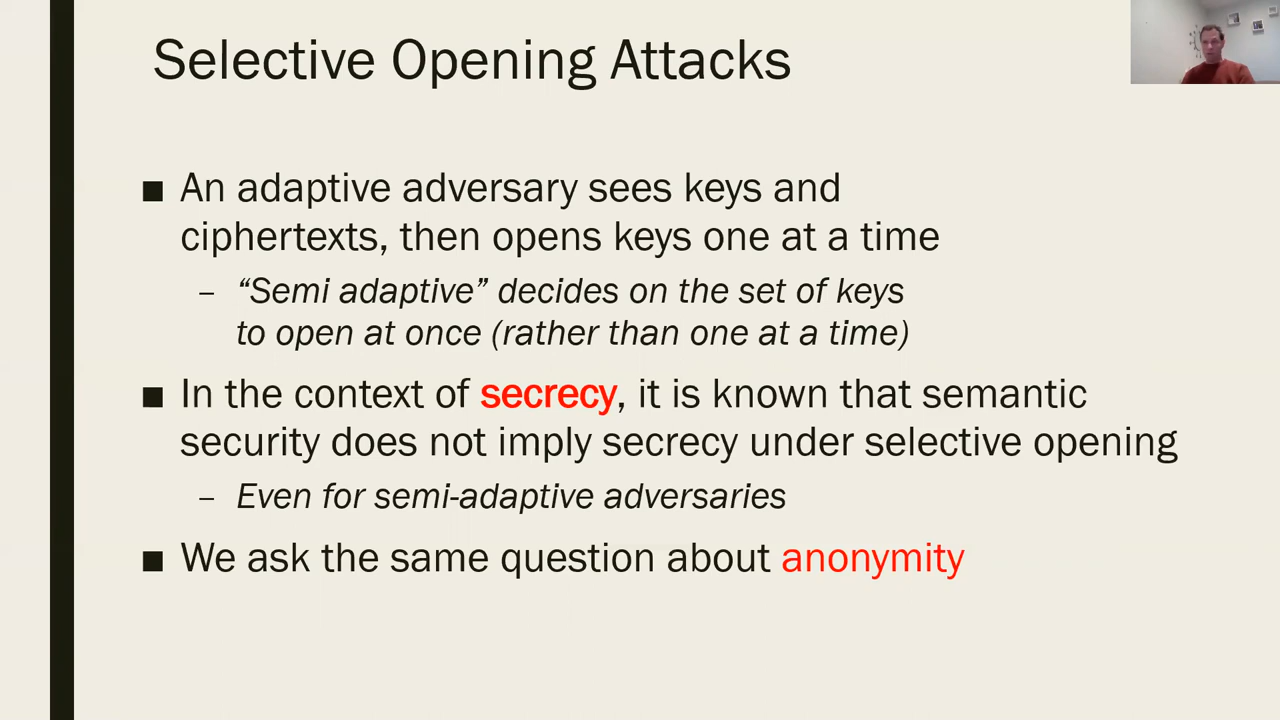 Selective Opening Attacks
■ An adaptive adversary sees keys and
ciphertexts, then opens keys one at a time
– “Semi adaptive” decides on the set of keys
to open at once (rather than one at a time)
■ In the context of secrecy, it is known that semantic
security does not imply secrecy under selective opening
– Even for semi-adaptive adversaries
■ We ask the same question about anonymity